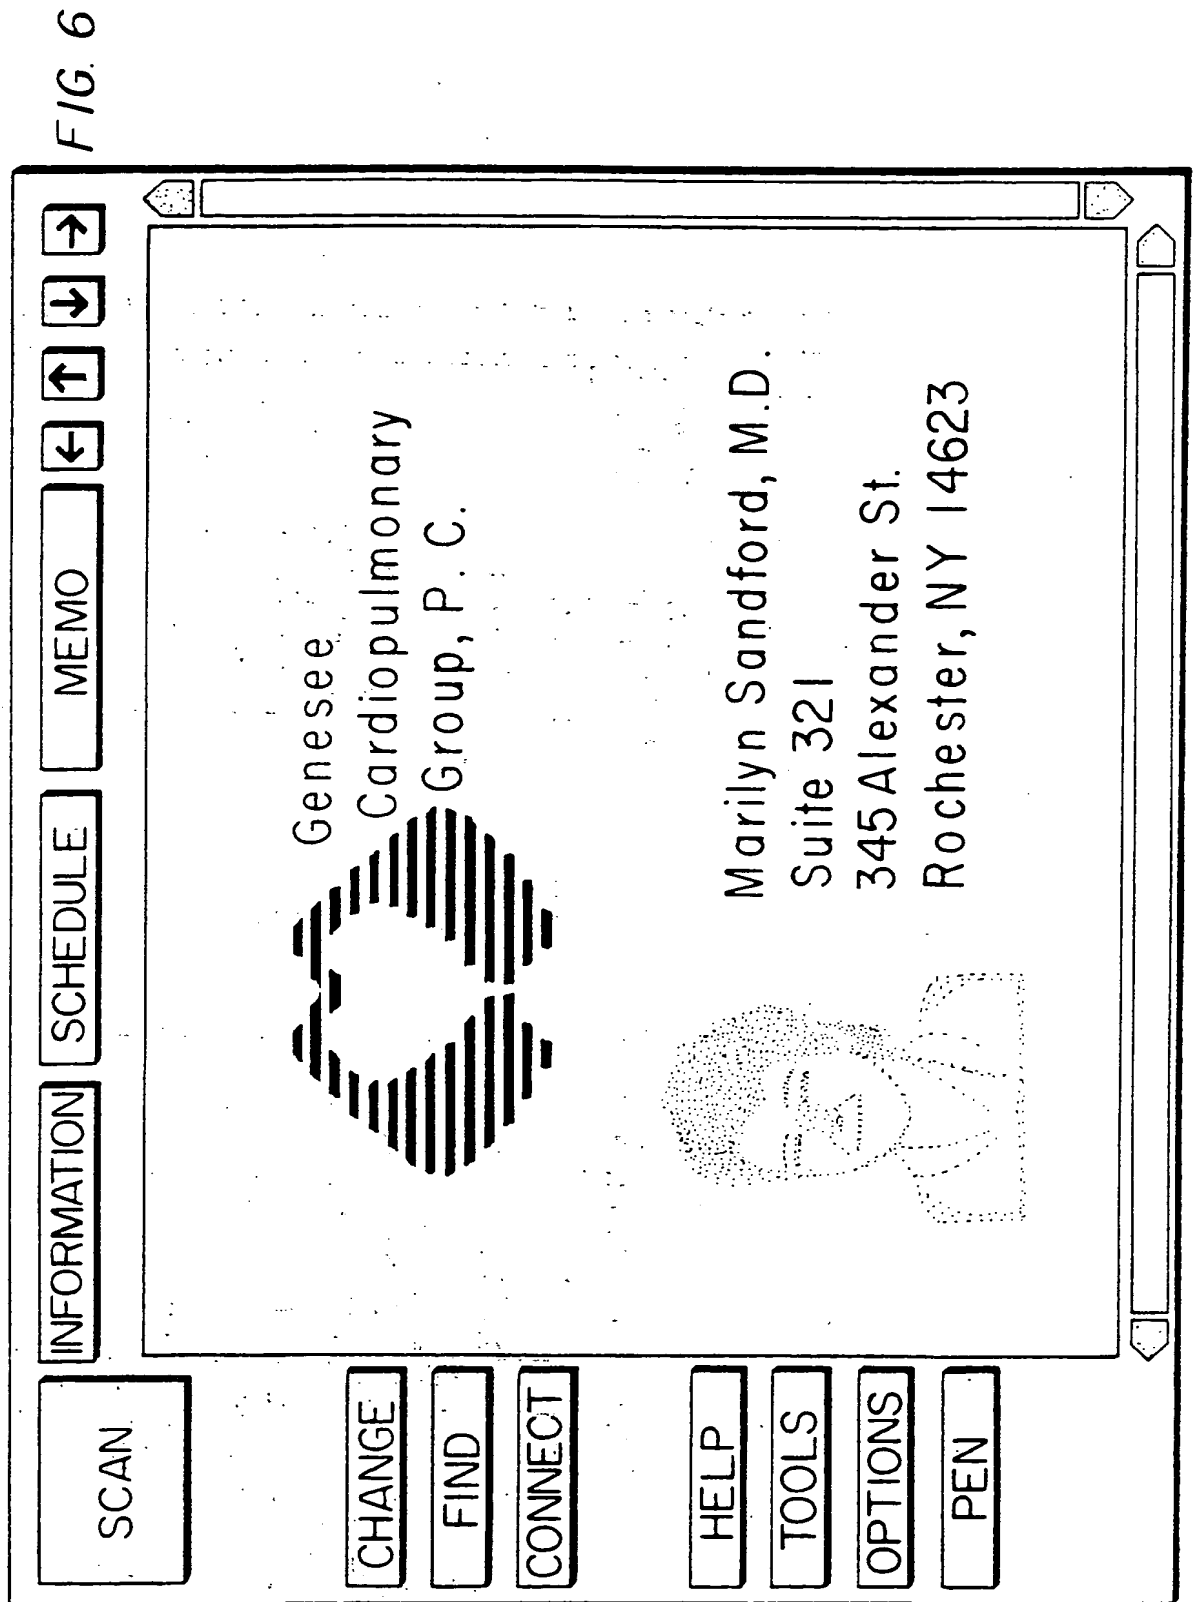 FIG. 6
SCAN
INFORMATION
SCHEDULE
MEMO
CHANGE
FIND
CONNECT
HELP
TOOLS
OPTIONS
PEN
Genesee
Cardiopulmonary
Group, P. C.
Marilyn Sandford, M.D.
Suite 321
345 Alexander St.
Rochester, NY 14623